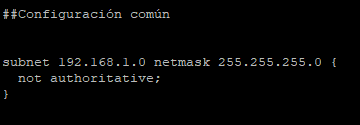 ##Configuración común
subnet 192.168.1.0 netmask 255.255.255.0 {
  not authoritative;
}